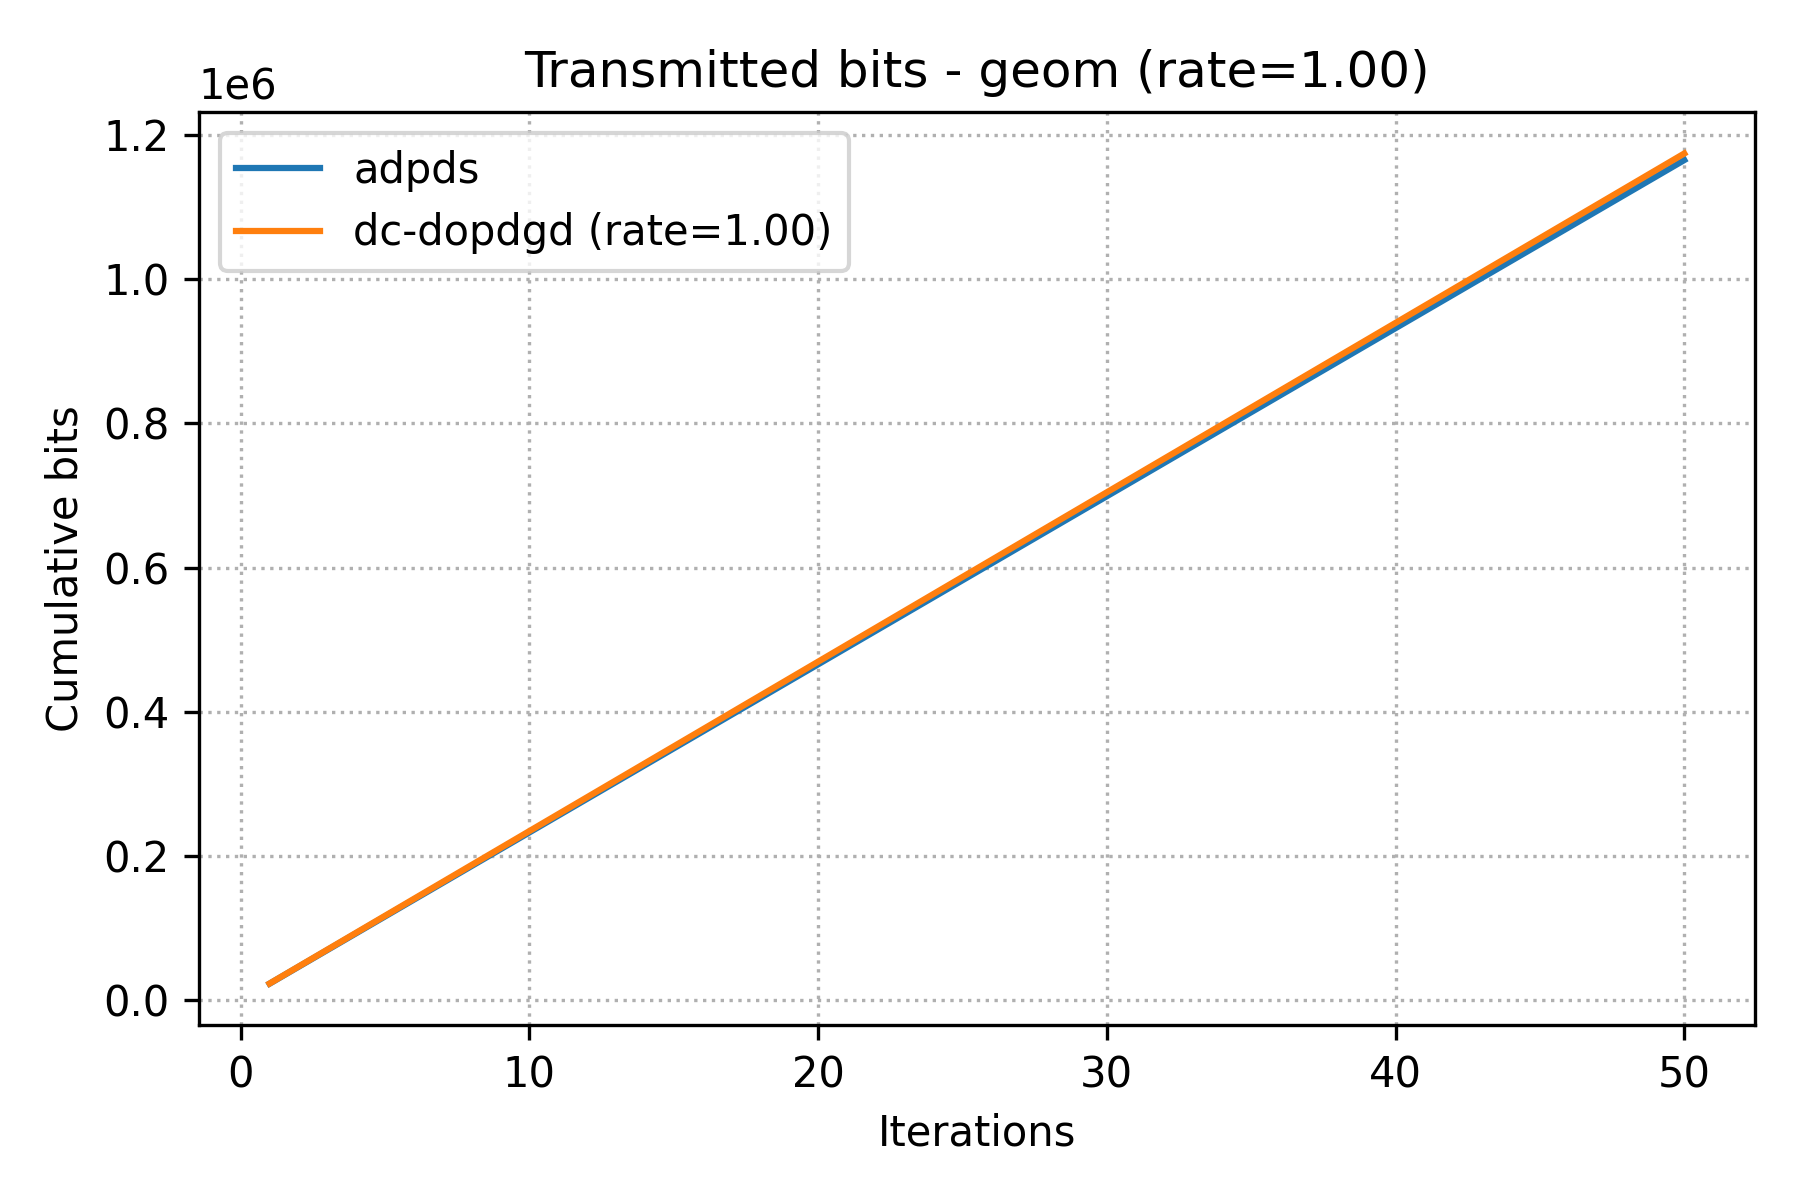 Transmitted bits - geom (rate=1.00)
1e6
1.2
1.0
0.8
0.6
0.4
0.2
0.0
Cumulative bits
adpds
dc-dopdgd (rate=1.00)
0 10 20 30 40 50
Iterations